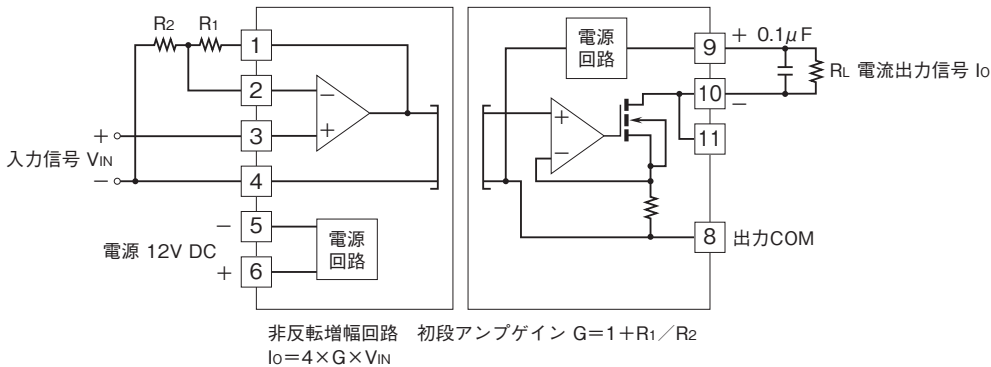 R2 R1
1
2
3
4
5
6
−
+
+
入力信号 VIN
−
−
電源 12V DC
+
電源
回路
電源
回路
+
−
9
10
11
8
+ 0.1μF
−
RL 電流出力信号 IO
出力COM
非反転増幅回路 初段アンプゲイン G=1+R1/R2
IO=4×G×VIN